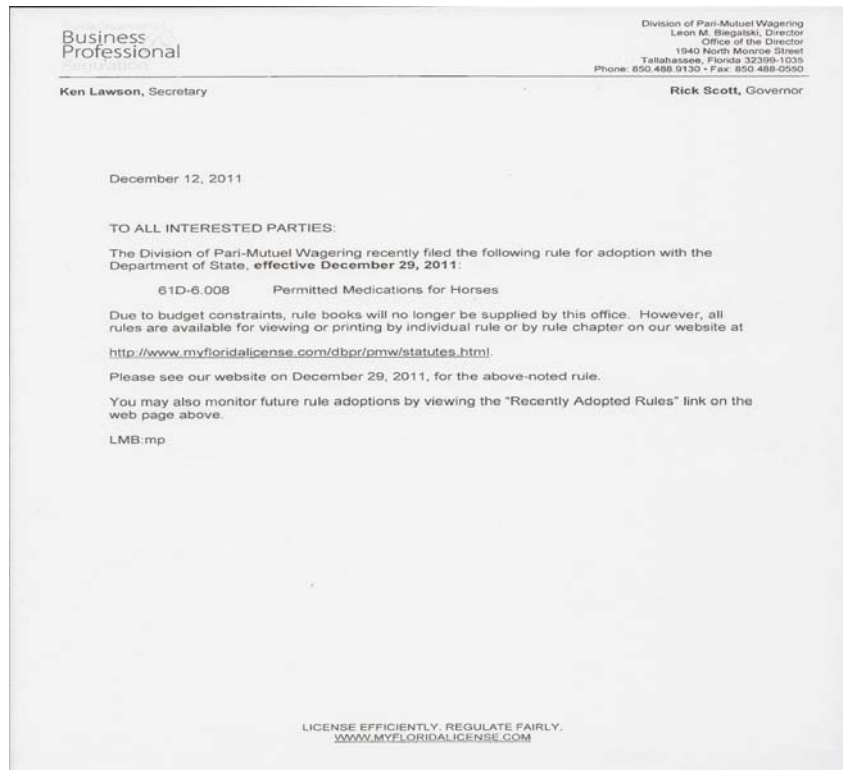 Business
Professional
Regulation
Division of Pari-Mutuel Wagering
Leon M. Biegalski, Director
Office of the Director
1940 North Monroe Street
Tallahassee, Florida 32399-1035
Phone: 850.488.9130 • Fax: 850.488-0550
Ken Lawson, Secretary
Rick Scott, Governor
December 12, 2011
TO ALL INTERESTED PARTIES:
The Division of Pari-Mutuel Wagering recently filed the following rule for adoption with the
Department of State, effective December 29, 2011:
61D-6.008 Permitted Medications for Horses
Due to budget constraints, rule books will no longer be supplied by this office. However, all
rules are available for viewing or printing by individual rule or by rule chapter on our website at
http://www.myfloridalicense.com/dbpr/pmw/statutes.html.
Please see our website on December 29, 2011, for the above-noted rule.
You may also monitor future rule adoptions by viewing the "Recently Adopted Rules" link on the
web page above.
LMB:mp
LICENSE EFFICIENTLY. REGULATE FAIRLY.
WWW.MYFLORIDALICENSE.COM